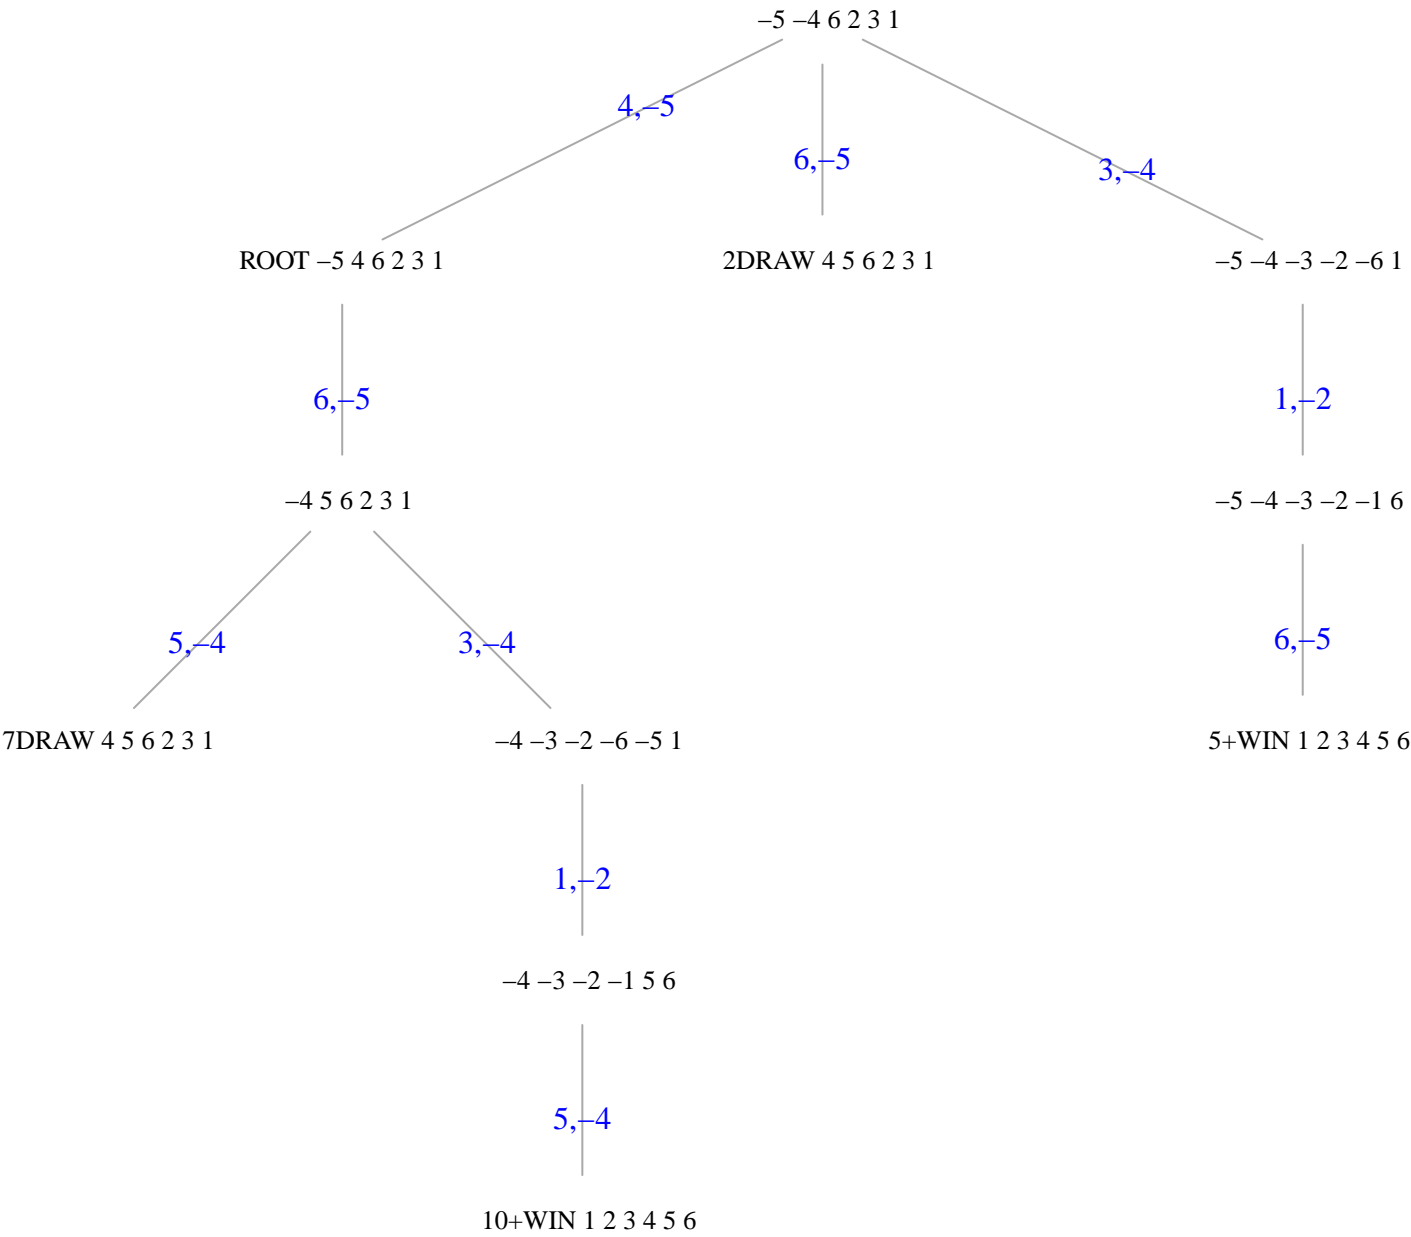 –5 –4 6 2 3 1
4,–5
6,–5
3,–4
ROOT –5 4 6 2 3 1
2DRAW 4 5 6 2 3 1
–5 –4 –3 –2 –6 1
6,–5
1,–2
–4 5 6 2 3 1
–5 –4 –3 –2 –1 6
5,–4
3,–4
6,–5
7DRAW 4 5 6 2 3 1
–4 –3 –2 –6 –5 1
5+WIN 1 2 3 4 5 6
1,–2
–4 –3 –2 –1 5 6
5,–4
10+WIN 1 2 3 4 5 6